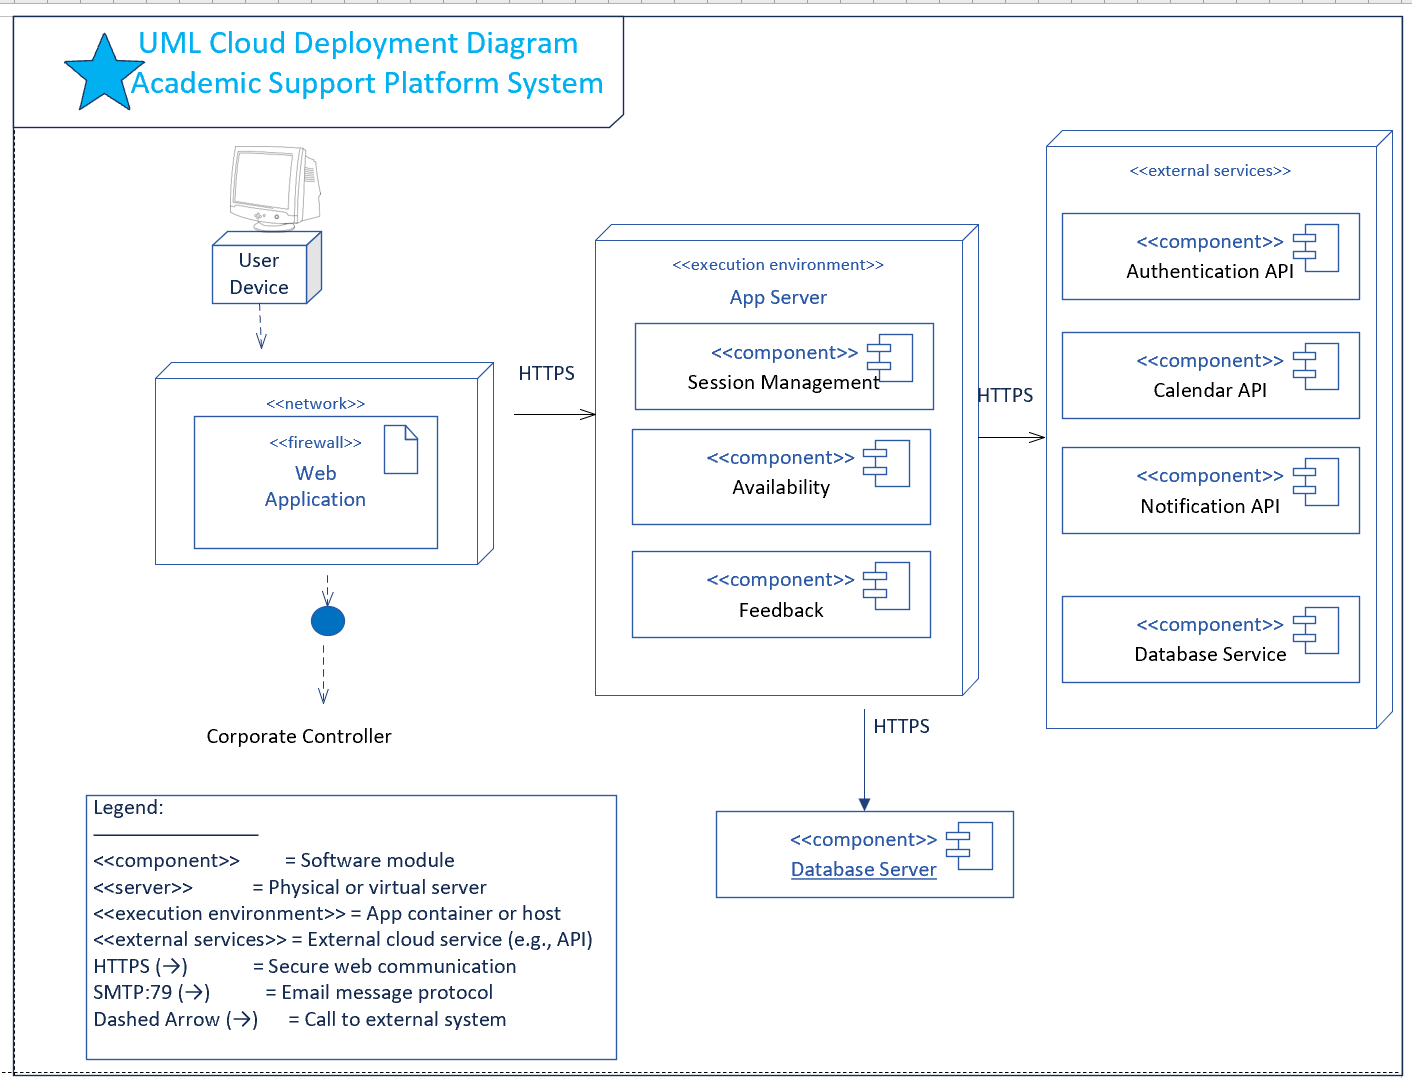 UML Cloud Deployment Diagram
Academic Support Platform System
User
Device
<<network>>
<<firewall>>
Web
Application
Corporate Controller
HTTPS
<<execution environment>>
App Server
<<component>>
Session Management
<<component>>
Availability
<<component>>
Feedback
HTTPS
<<external services>>
<<component>>
Authentication API
<<component>>
Calendar API
<<component>>
Notification API
<<component>>
Database Service
HTTPS
<<component>>
Database Server
Legend:
<<component>> = Software module
<<server>> = Physical or virtual server
<<execution environment>> = App container or host
<<external services>> = External cloud service (e.g., API)
HTTPS (→) = Secure web communication
SMTP:79 (→) = Email message protocol
Dashed Arrow (→) = Call to external system